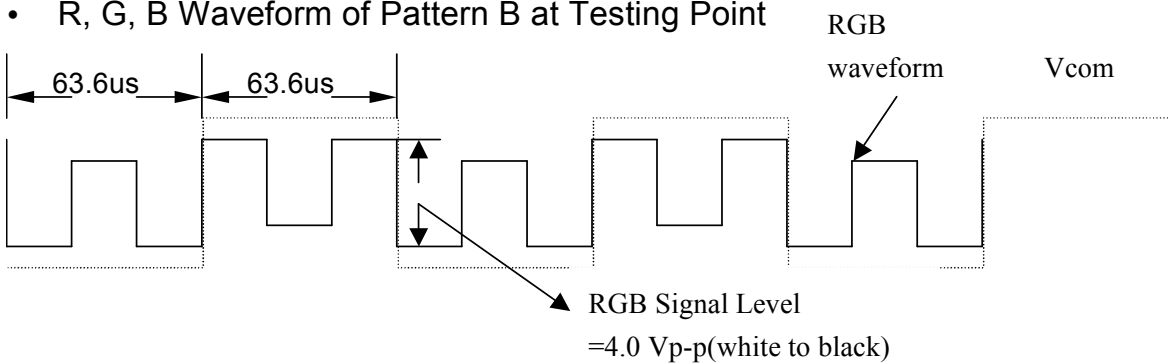 • R, G, B Waveform of Pattern B at Testing Point
RGB
waveform
Vcom
63.6us
63.6us
RGB Signal Level
=4.0 Vp-p(white to black)